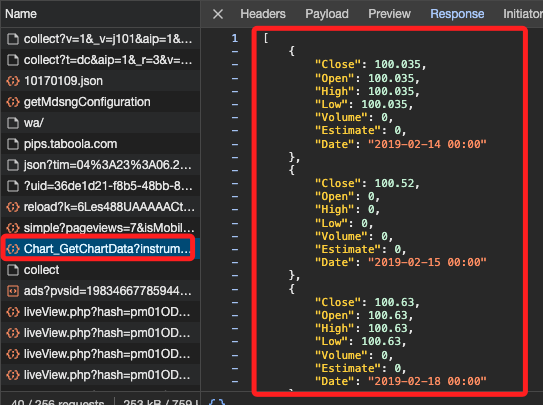 Name
collect?v=1&_v=j101&aip=1&...
collect?t=dc&aip=1&_r=3&v=...
10170109.json
getMdsngConfiguration
wa/
pips.taboola.com
json?tim=04%3A23%3A06.2...
?uid=36de1d21-f8b5-48bb-8...
reload?k=6Les488UAAAAACt...
simple?pageviews=7&isMobil...
Chart_GetChartData?instrum...
collect
ads?pvsid=19834667785944...
liveView.php?hash=pm01OD...
liveView.php?hash=pm01OD...
liveView.php?hash=pm01OD...
liveView.php?hash=pm01OD...
40 / 256 requests
253 kB / 759
Headers Payload Preview Response Initiator
1 [
{
"Close": 100.035,
"Open": 100.035,
"High": 100.035,
"Low": 100.035,
"Volume": 0,
"Estimate": 0,
"Date": "2019-02-14 00:00"
},
{
"Close": 100.52,
"Open": 0,
"High": 0,
"Low": 0,
"Volume": 0,
"Estimate": 0,
"Date": "2019-02-15 00:00"
},
{
"Close": 100.63,
"Open": 100.63,
"High": 100.63,
"Low": 100.63,
"Volume": 0,
"Estimate": 0,
"Date": "2019-02-18 00:00"
{ }